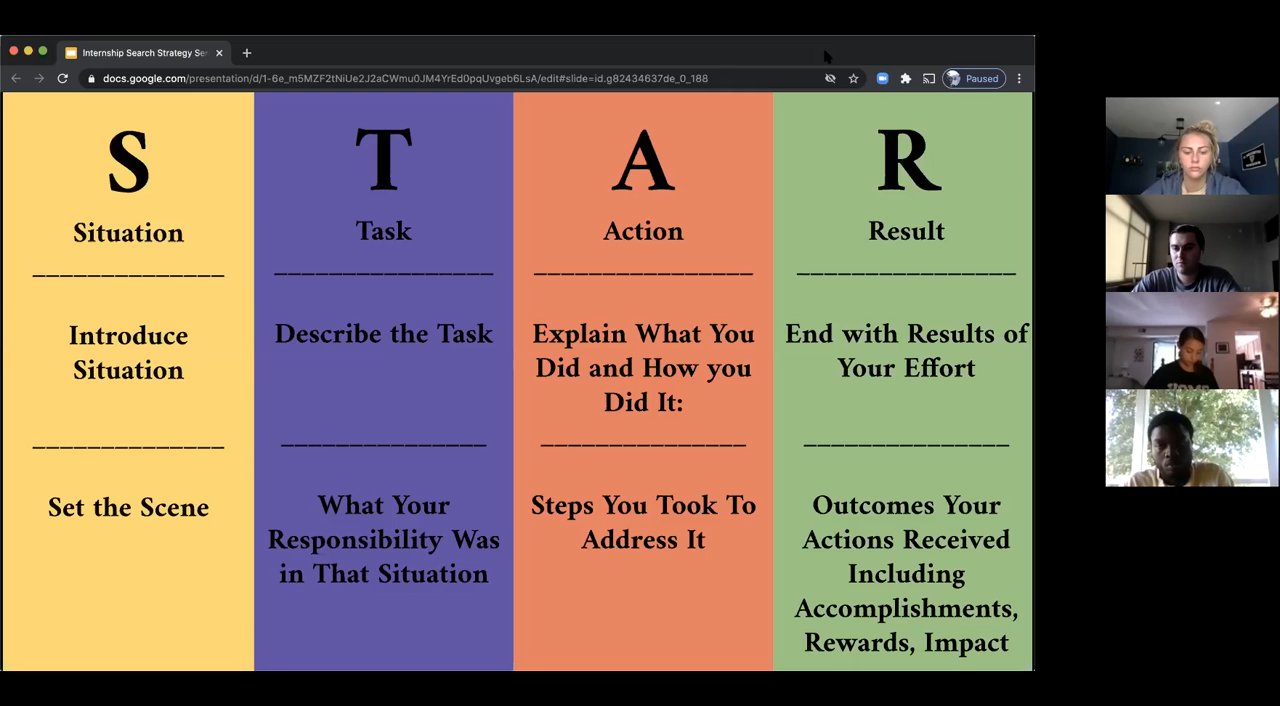 Internship Search Strategy Ser
docs.google.com/presentation/d/1-6e_m5MZF2tNiUe2J2aCWmu0JM4YrEd0pqUvgeb6LsA/edit#slide=id.g82434637de_0_188
Paused
S
Situation
Introduce
Situation
Set the Scene
T
Task
Describe the Task
What Your
Responsibility Was
in That Situation
A
Action
Explain What You
Did and How you
Did It:
Steps You Took To
Address It
R
Result
End with Results of
Your Effort
Outcomes Your
Actions Received
Including
Accomplishments,
Rewards, Impact